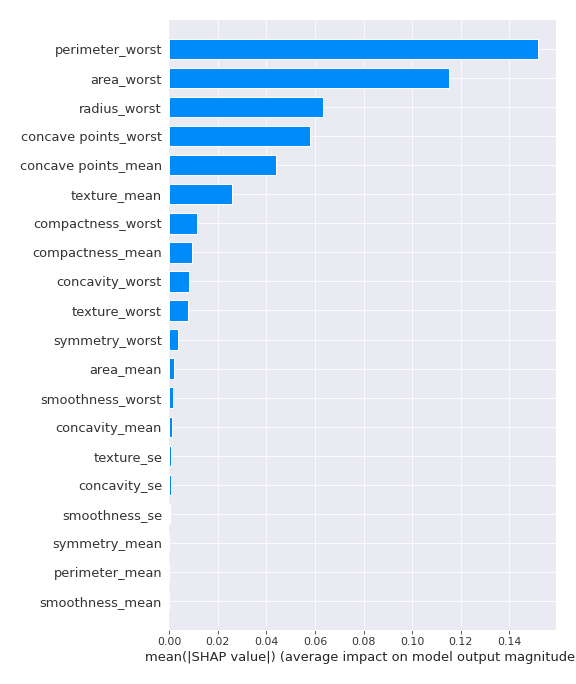 perimeter_worst
area_worst
radius_worst
concave points_worst
concave points_mean
texture_mean
compactness_worst
compactness_mean
concavity_worst
texture_worst
symmetry_worst
area_mean
smoothness_worst
concavity_mean
texture_se
concavity_se
smoothness_se
symmetry_mean
perimeter_mean
smoothness_mean
0.00 0.02 0.04 0.06 0.08 0.10 0.12 0.14
mean(|SHAP value|) (average impact on model output magnitude